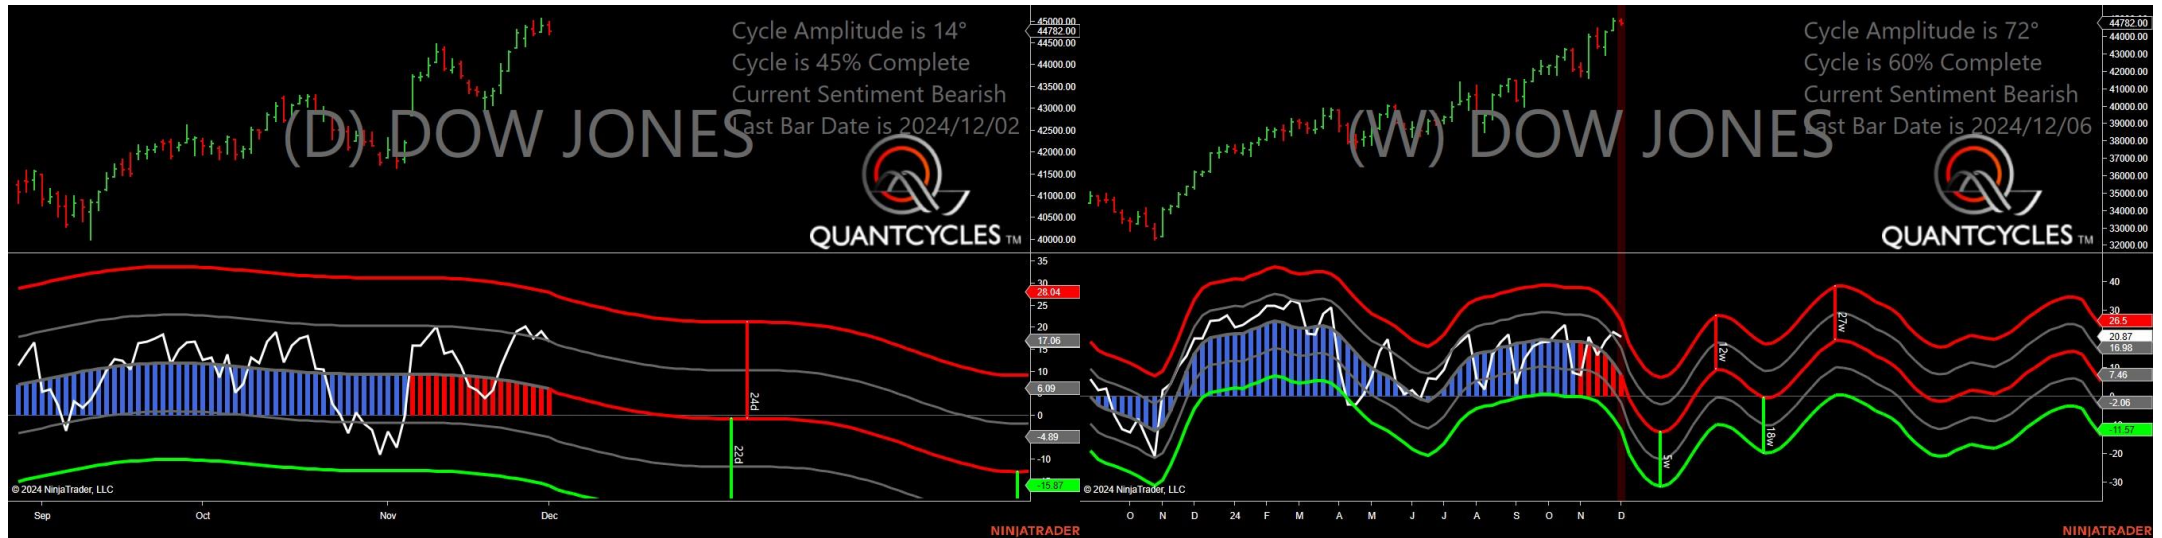 Cycle Amplitude is 14°
Cycle is 45% Complete
Current Sentiment Bearish
Last Bar Date is 2024/12/02
(D) DOW JONES
QUANTCYCLES TM
45000.00
44782.00
44500.00
44000.00
43500.00
43000.00
42500.00
42000.00
41500.00
41000.00
40500.00
40000.00
35
30
28.04
25
20
17.06
15
10
6.09
5
0
-4.89
-10
-15.87
24d
22d
© 2024 NinjaTrader, LLC
Sep
Oct
Nov
Dec
NINJATRADER
Cycle Amplitude is 72°
Cycle is 60% Complete
Current Sentiment Bearish
Last Bar Date is 2024/12/06
(W) DOW JONES
QUANTCYCLES TM
44782.00
44000.00
43000.00
42000.00
41000.00
40000.00
39000.00
38000.00
37000.00
36000.00
35000.00
34000.00
33000.00
32000.00
40
30
26.5
20.87
16.98
7.46
-2.06
-11.57
-20
-30
12w
27w
5w
18w
© 2024 NinjaTrader, LLC
O N D 24 F M A M J J A S O N D
NINJATRADER